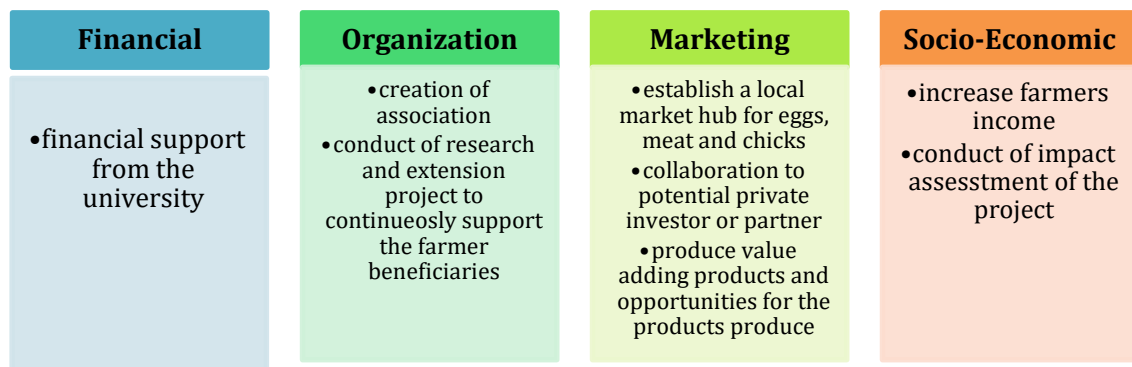 Financial
•financial support
from the
university
Organization
•creation of
association
•conduct of research
and extension
project to
continueosly support
the farmer
beneficiaries
Marketing
•establish a local
market hub for eggs,
meat and chicks
•collaboration to
potential private
investor or partner
•produce value
adding products and
opportunities for the
products produce
Socio-Economic
•increase farmers
income
•conduct of impact
assesstment of the
project